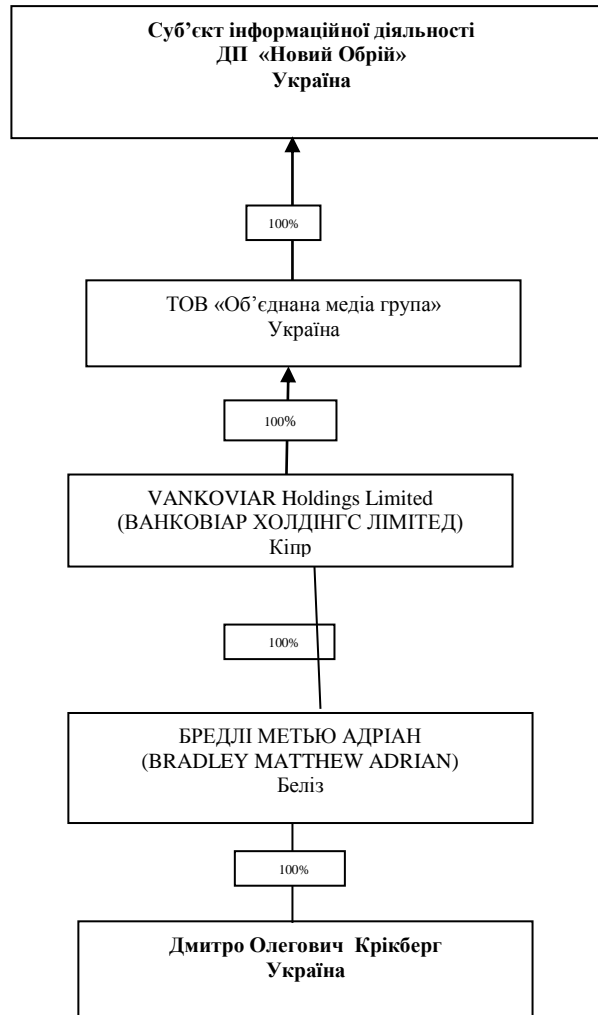 Суб’єкт інформаційної діяльності
ДП «Новий Обрій»
Україна
100%
ТОВ «Об’єднана медіа група»
Україна
100%
VANKOVIAR Holdings Limited
(ВАНКОВІАР ХОЛДІНГС ЛІМІТЕД)
Кіпр
100%
БРЕДЛІ МЕТЬЮ АДРІАН
(BRADLEY MATTHEW ADRIAN)
Беліз
100%
Дмитро Олегович Крікберг
Україна